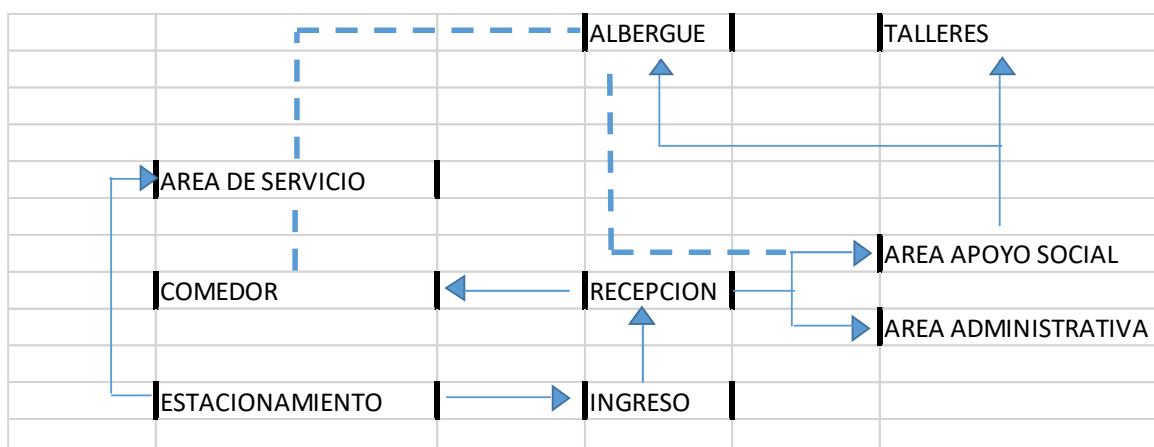 ALBERGUE
TALLERES
AREA DE SERVICIO
AREA APOYO SOCIAL
COMEDOR
RECEPCION
AREA ADMINISTRATIVA
ESTACIONAMIENTO
INGRESO